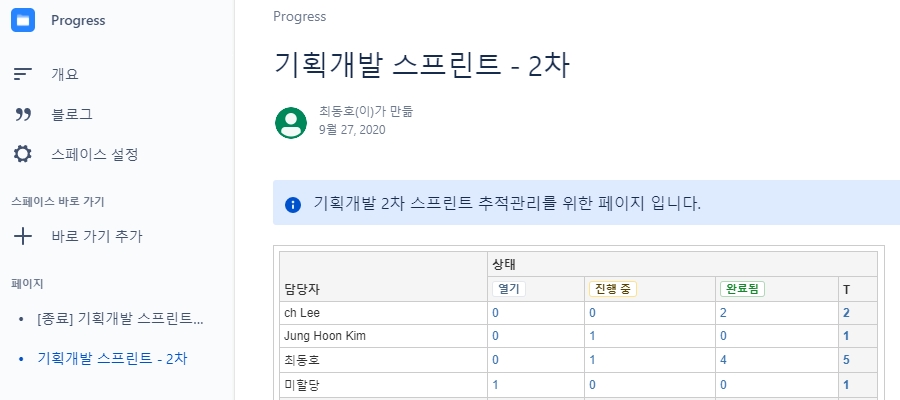 Progress
개요
블로그
스페이스 설정
스페이스 바로 가기
바로 가기 추가
페이지
[종료] 기획개발 스프린트...
기획개발 스프린트 - 2차
Progress
기획개발 스프린트 - 2차
최동호(이)가 만듦
9월 27, 2020
기획개발 2차 스프린트 추적관리를 위한 페이지 입니다.
상태
담당자 열기 진행 중 완료됨 T
ch Lee 0 0 2 2
Jung Hoon Kim 0 1 0 1
최동호 0 1 4 5
미할당 1 0 0 1